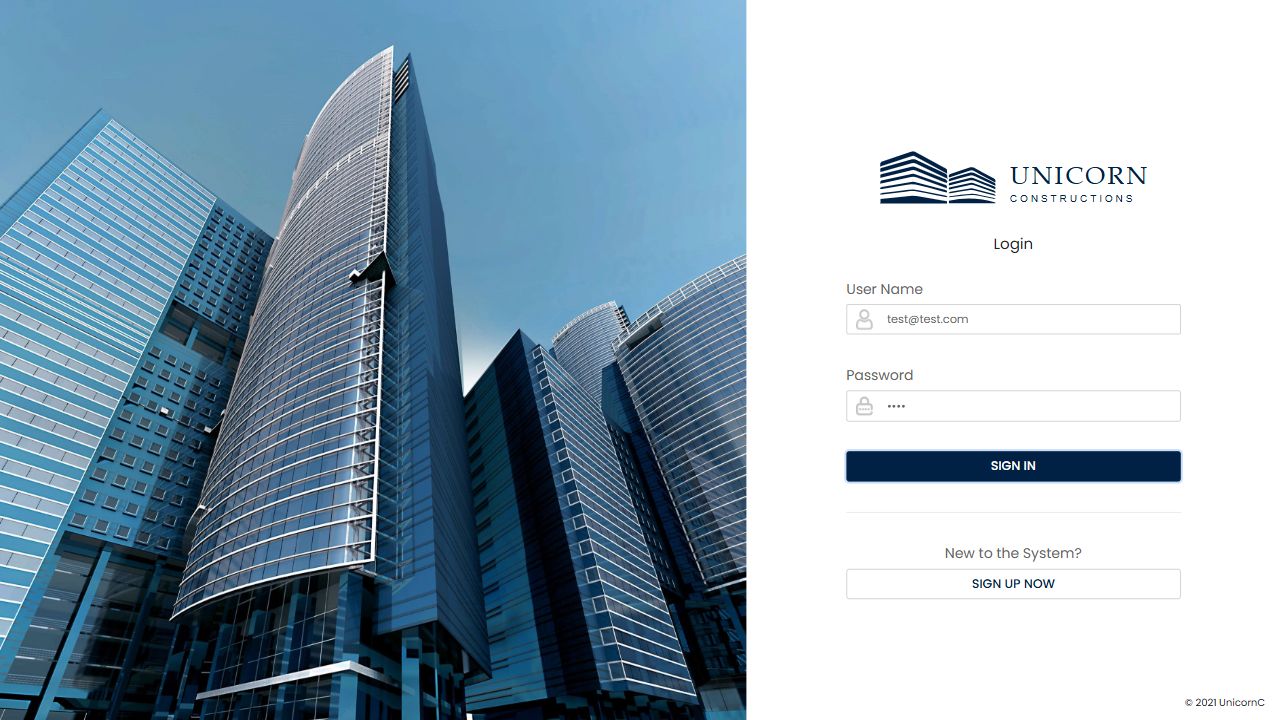 UNICORN
CONSTRUCTIONS
Login
User Name
test@test.com
Password
••••
SIGN IN
New to the System?
SIGN UP NOW
© 2021 UnicornC